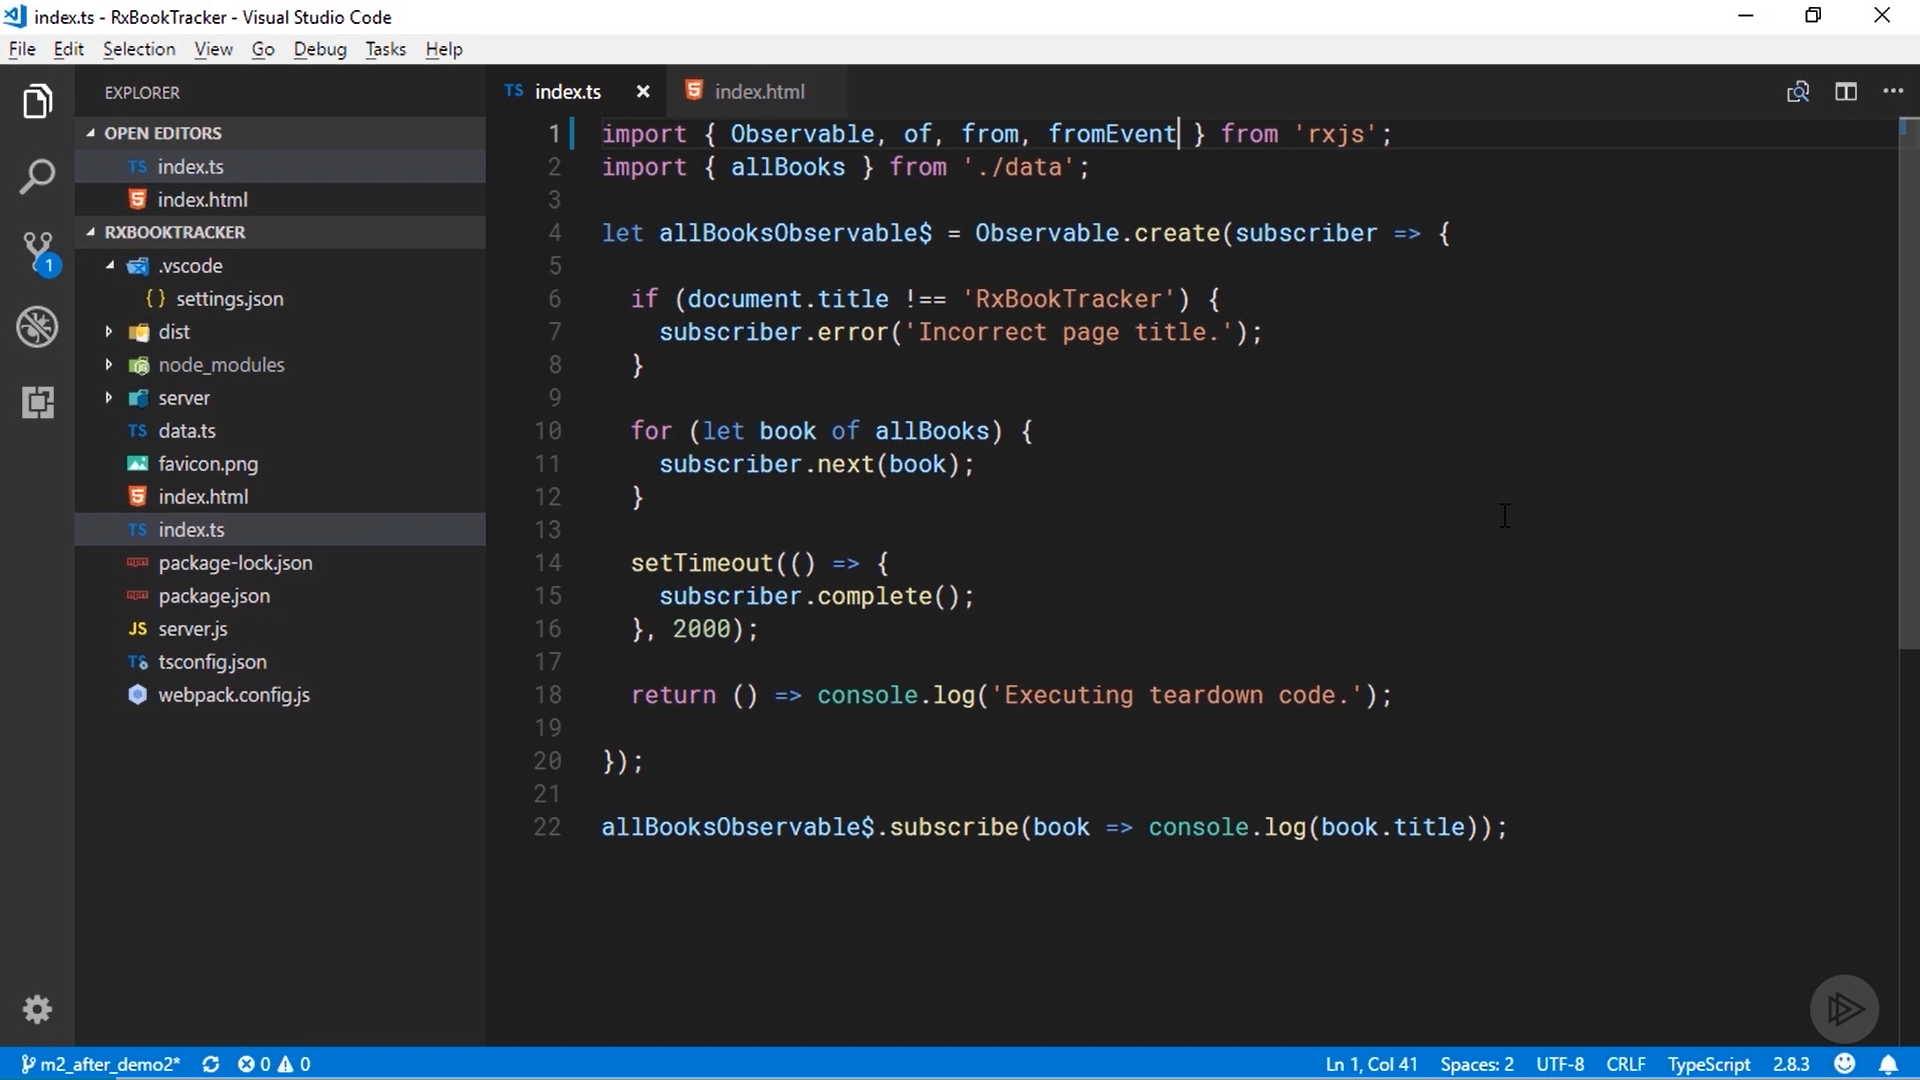 index.ts - RxBookTracker - Visual Studio Code
File Edit Selection View Go Debug Tasks Help
EXPLORER
OPEN EDITORS
TS index.ts
index.html
RXBOOKTRACKER
.vscode
{ } settings.json
dist
node_modules
server
TS data.ts
favicon.png
index.html
TS index.ts
package-lock.json
package.json
JS server.js
TS tsconfig.json
webpack.config.js
1
TS index.ts index.html
1 import { Observable, of, from, fromEvent } from 'rxjs';
2 import { allBooks } from './data';
3
4 let allBooksObservable$ = Observable.create(subscriber => {
5
6 if (document.title !== 'RxBookTracker') {
7 subscriber.error('Incorrect page title.');
8 }
9
10 for (let book of allBooks) {
11 subscriber.next(book);
12 }
13
14 setTimeout(() => {
15 subscriber.complete();
16 }, 2000);
17
18 return () => console.log('Executing teardown code.');
19
20 });
21
22 allBooksObservable$.subscribe(book => console.log(book.title));
m2_after_demo2* 0 0 Ln 1, Col 41 Spaces: 2 UTF-8 CRLF TypeScript 2.8.3